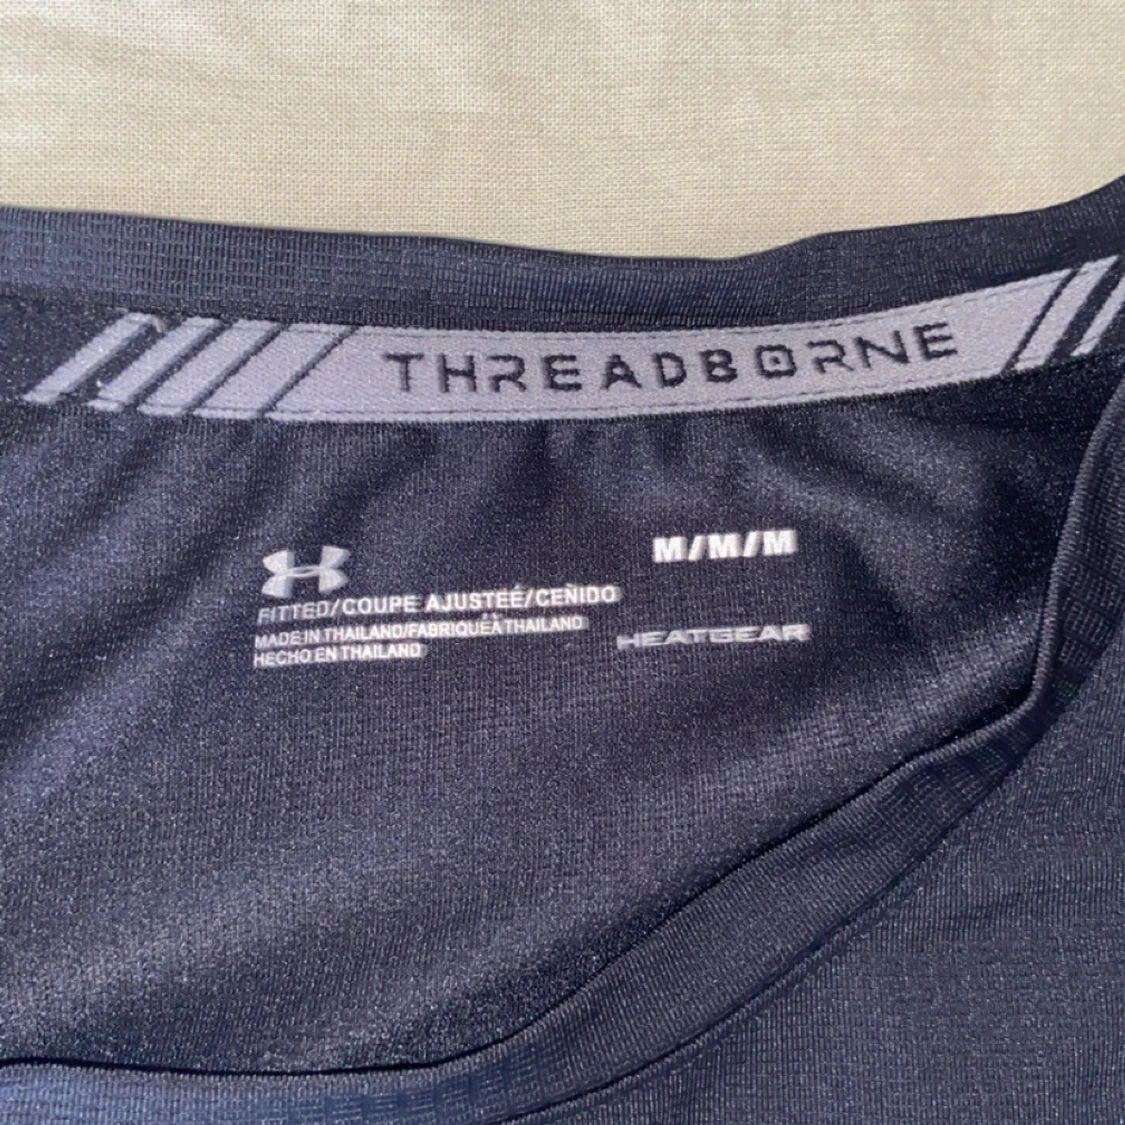 THREADBORNE
M/M/M
FITTED/COUPE AJUSTÉE/CEÑIDO
MADE IN THAILAND/FABRIQUÉ À THAILAND
HECHO EN THAILAND
HEATGEAR